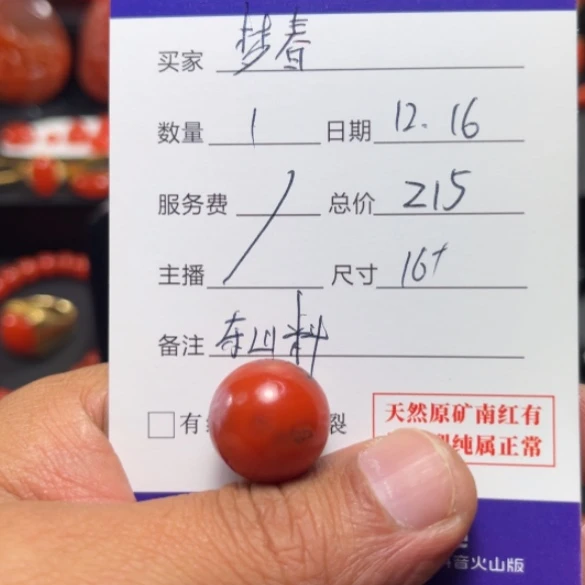 买家 梦春
数量 1 日期 12.16
服务费 / 总价 215
主播 尺寸 16+
备注 东山料
有 裂
天然原矿南红有
纯属正常
音火山版